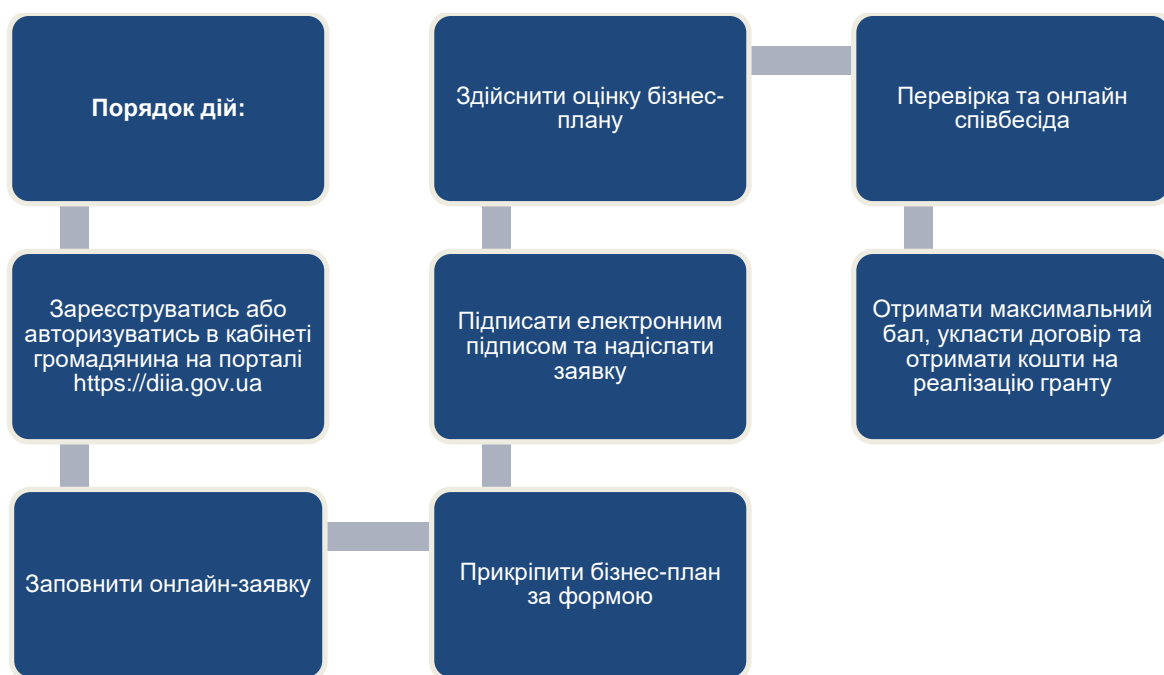 Порядок дій:
Зареєструватись або
авторизуватись в кабінеті
громадянина на порталі
https://diia.gov.ua
Заповнити онлайн-заявку
Прикріпити бізнес-план
за формою
Підписати електронним
підписом та надіслати
заявку
Здійснити оцінку бізнес-
плану
Перевірка та онлайн
співбесіда
Отримати максимальний
бал, укласти договір та
отримати кошти на
реалізацію гранту